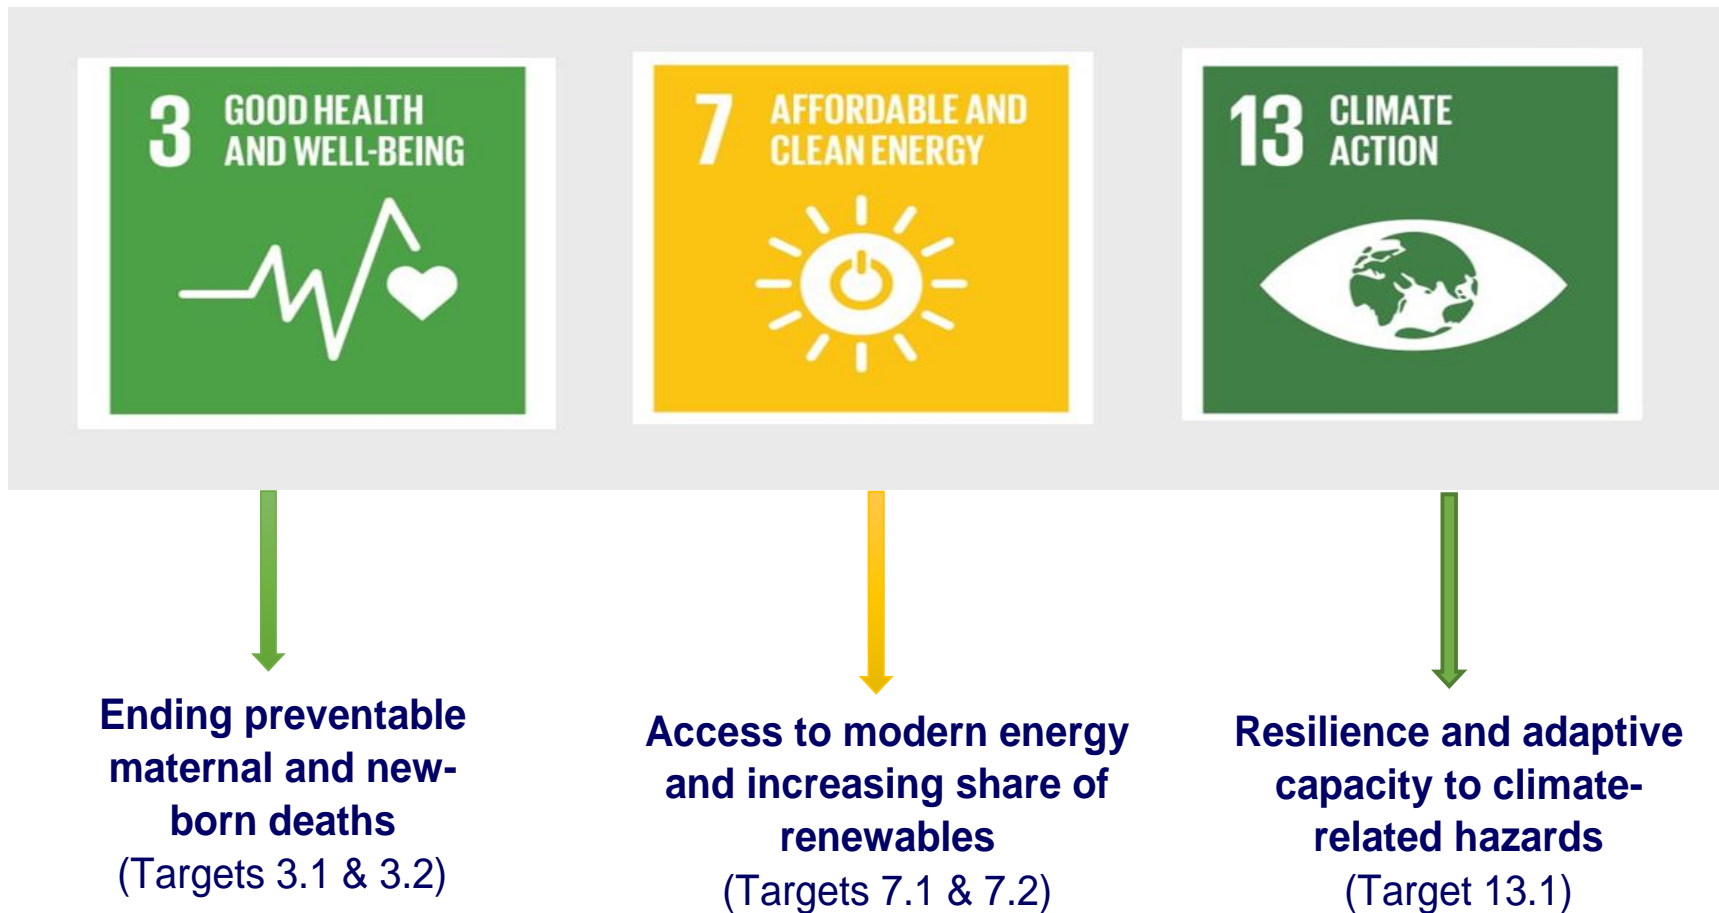 3 GOOD HEALTH
AND WELL-BEING
7 AFFORDABLE AND
CLEAN ENERGY
13 CLIMATE
ACTION
Ending preventable
maternal and new-
born deaths
(Targets 3.1 & 3.2)
Access to modern energy
and increasing share of
renewables
(Targets 7.1 & 7.2)
Resilience and adaptive
capacity to climate-
related hazards
(Target 13.1)